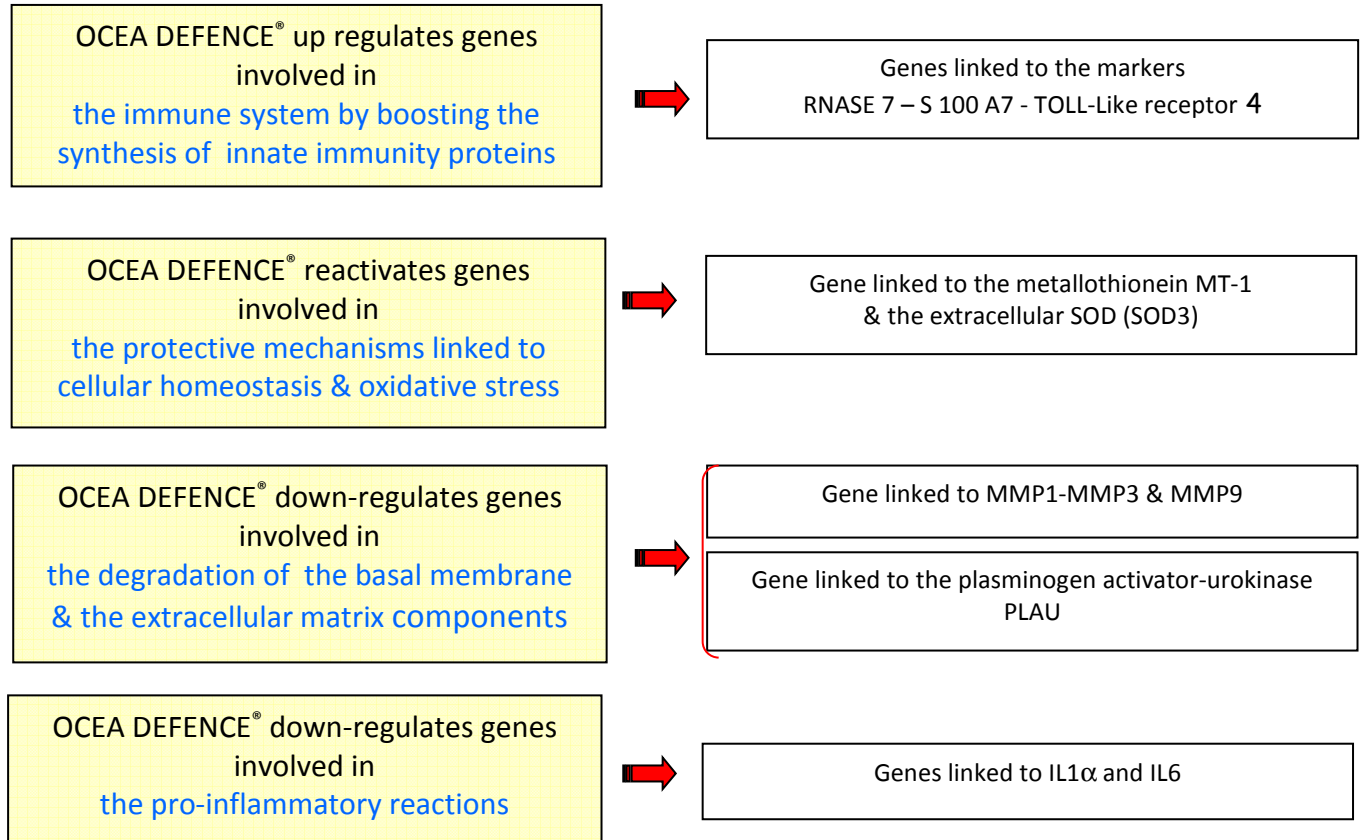 OCEA DEFENCE® up regulates genes
involved in
the immune system by boosting the
synthesis of innate immunity proteins
Genes linked to the markers
RNASE 7 – S 100 A7 - TOLL-Like receptor 4
OCEA DEFENCE® reactivates genes
involved in
the protective mechanisms linked to
cellular homeostasis & oxidative stress
Gene linked to the metallothionein MT-1
& the extracellular SOD (SOD3)
OCEA DEFENCE® down-regulates genes
involved in
the degradation of the basal membrane
& the extracellular matrix components
Gene linked to MMP1-MMP3 & MMP9
Gene linked to the plasminogen activator-urokinase
PLAU
OCEA DEFENCE® down-regulates genes
involved in
the pro-inflammatory reactions
Genes linked to IL1α and IL6